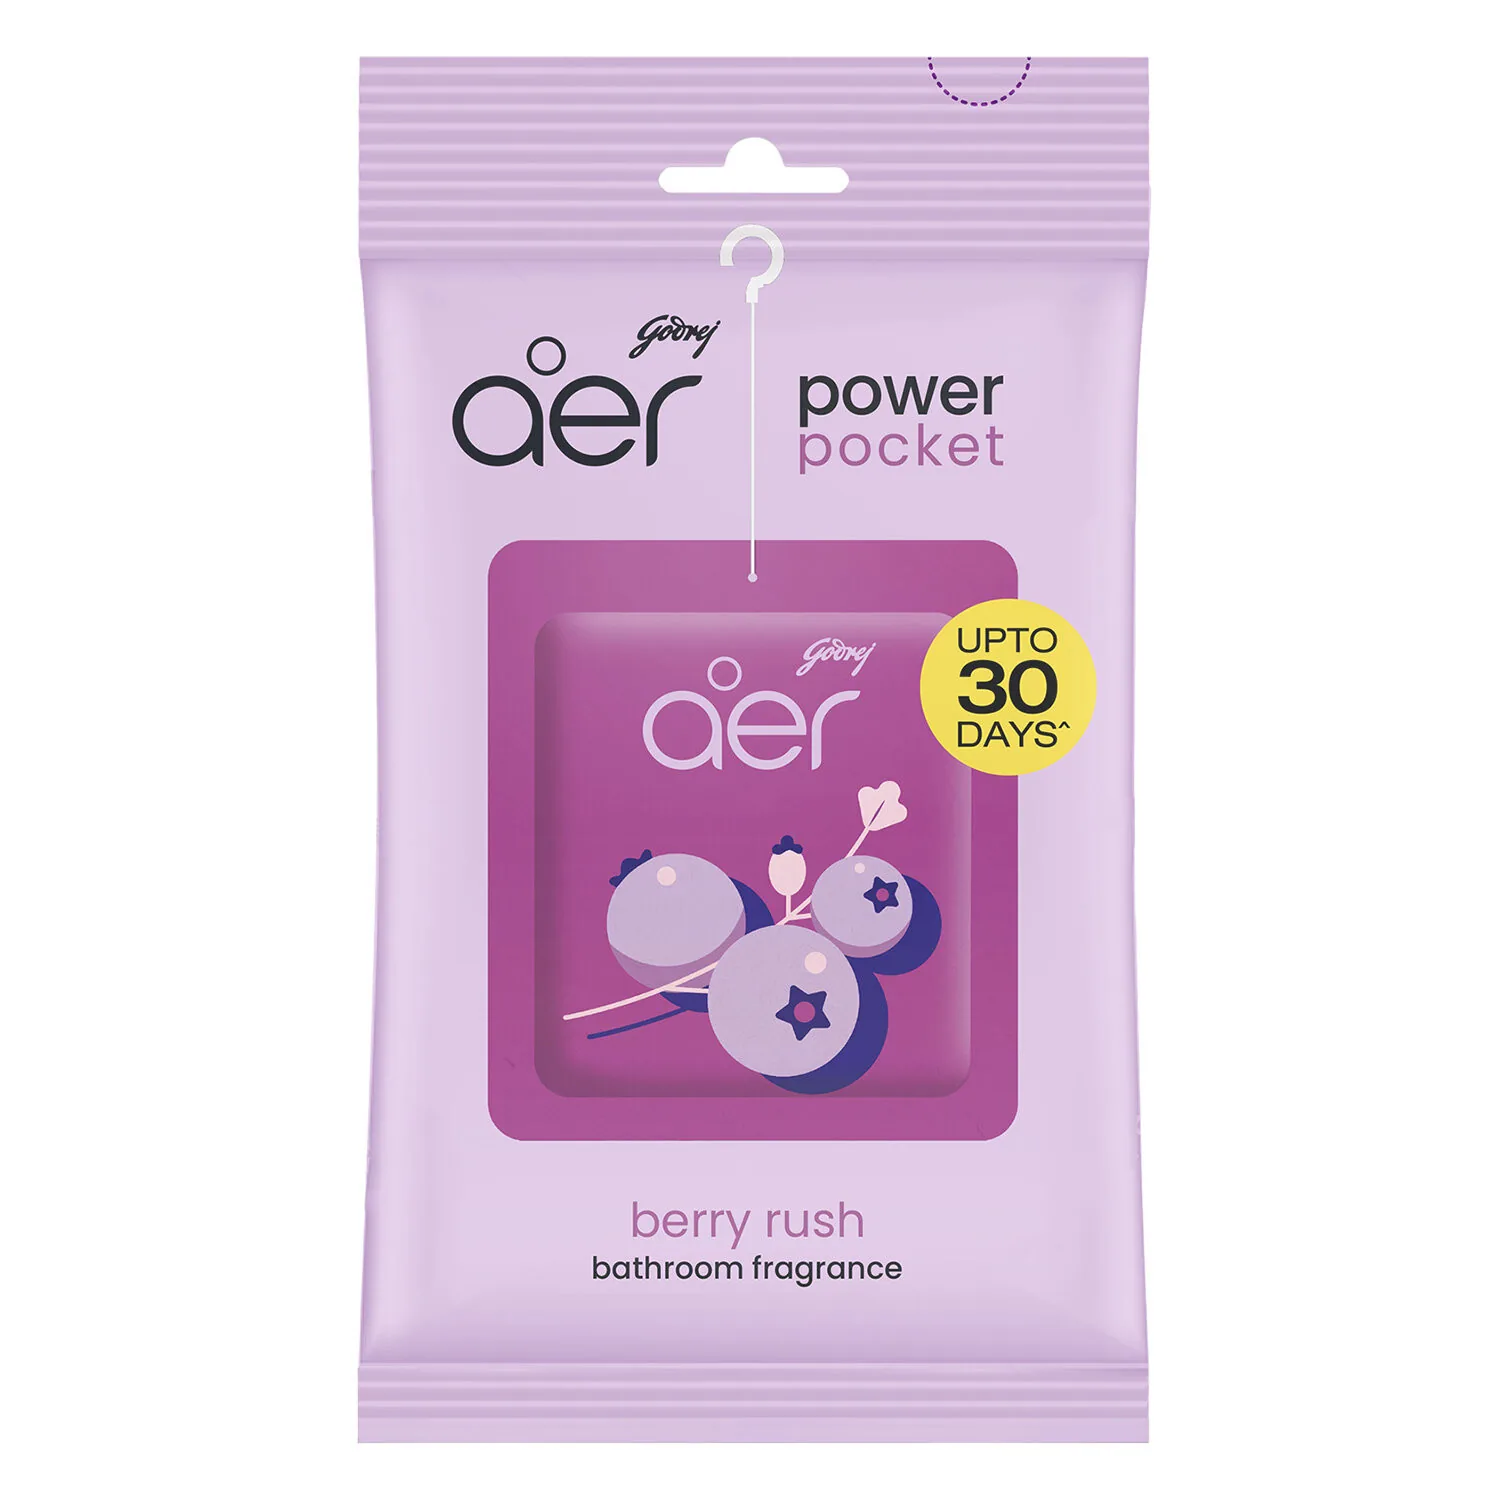 Godrej
aer
power
pocket
Godrej
aer
UPTO
30
DAYS^
berry rush
bathroom fragrance